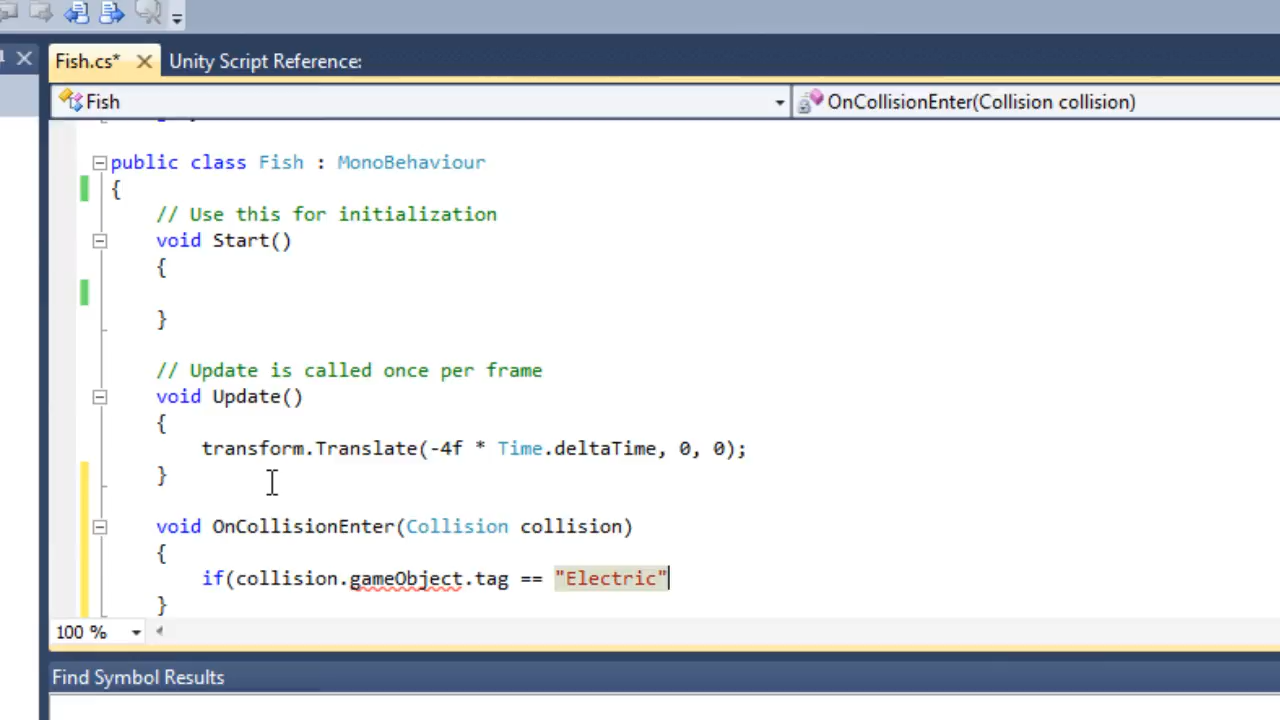 Fish.cs* Unity Script Reference:
Fish OnCollisionEnter(Collision collision)
public class Fish : MonoBehaviour
{
// Use this for initialization
void Start()
{
}
// Update is called once per frame
void Update()
{
transform.Translate(-4f * Time.deltaTime, 0, 0);
}
void OnCollisionEnter(Collision collision)
{
if(collision.gameObject.tag == "Electric"
}
100 %
Find Symbol Results